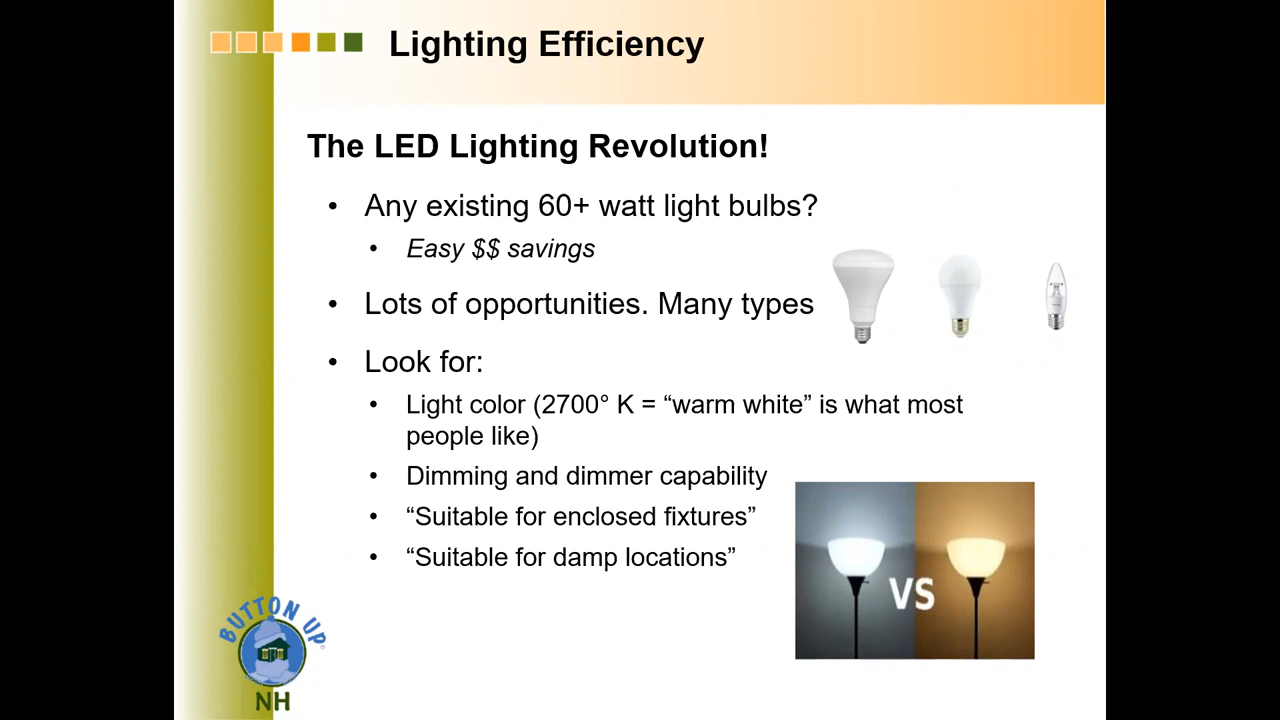 Lighting Efficiency
The LED Lighting Revolution!
• Any existing 60+ watt light bulbs?
• Easy $$ savings
• Lots of opportunities. Many types
• Look for:
• Light color (2700° K = “warm white” is what most
people like)
• Dimming and dimmer capability
• “Suitable for enclosed fixtures”
• “Suitable for damp locations”
VS
BUTTON UP
NH